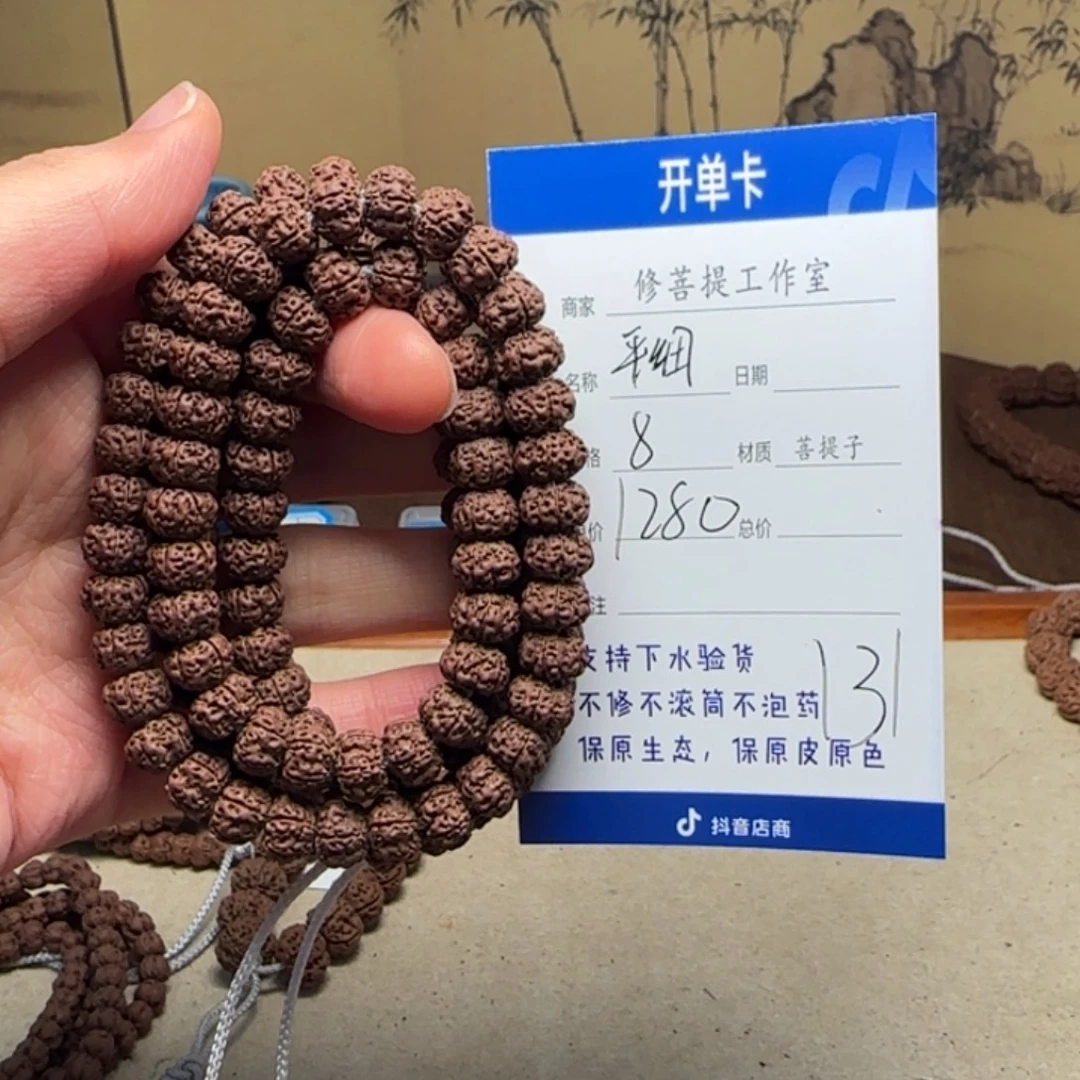 开单卡
商家 修菩提工作室
名称 平细 日期
格 8 材质 菩提子
价 1280 总价
注
支持下水验货
不修不滚筒不泡药
保原生态，保原皮原色
131
抖音店商